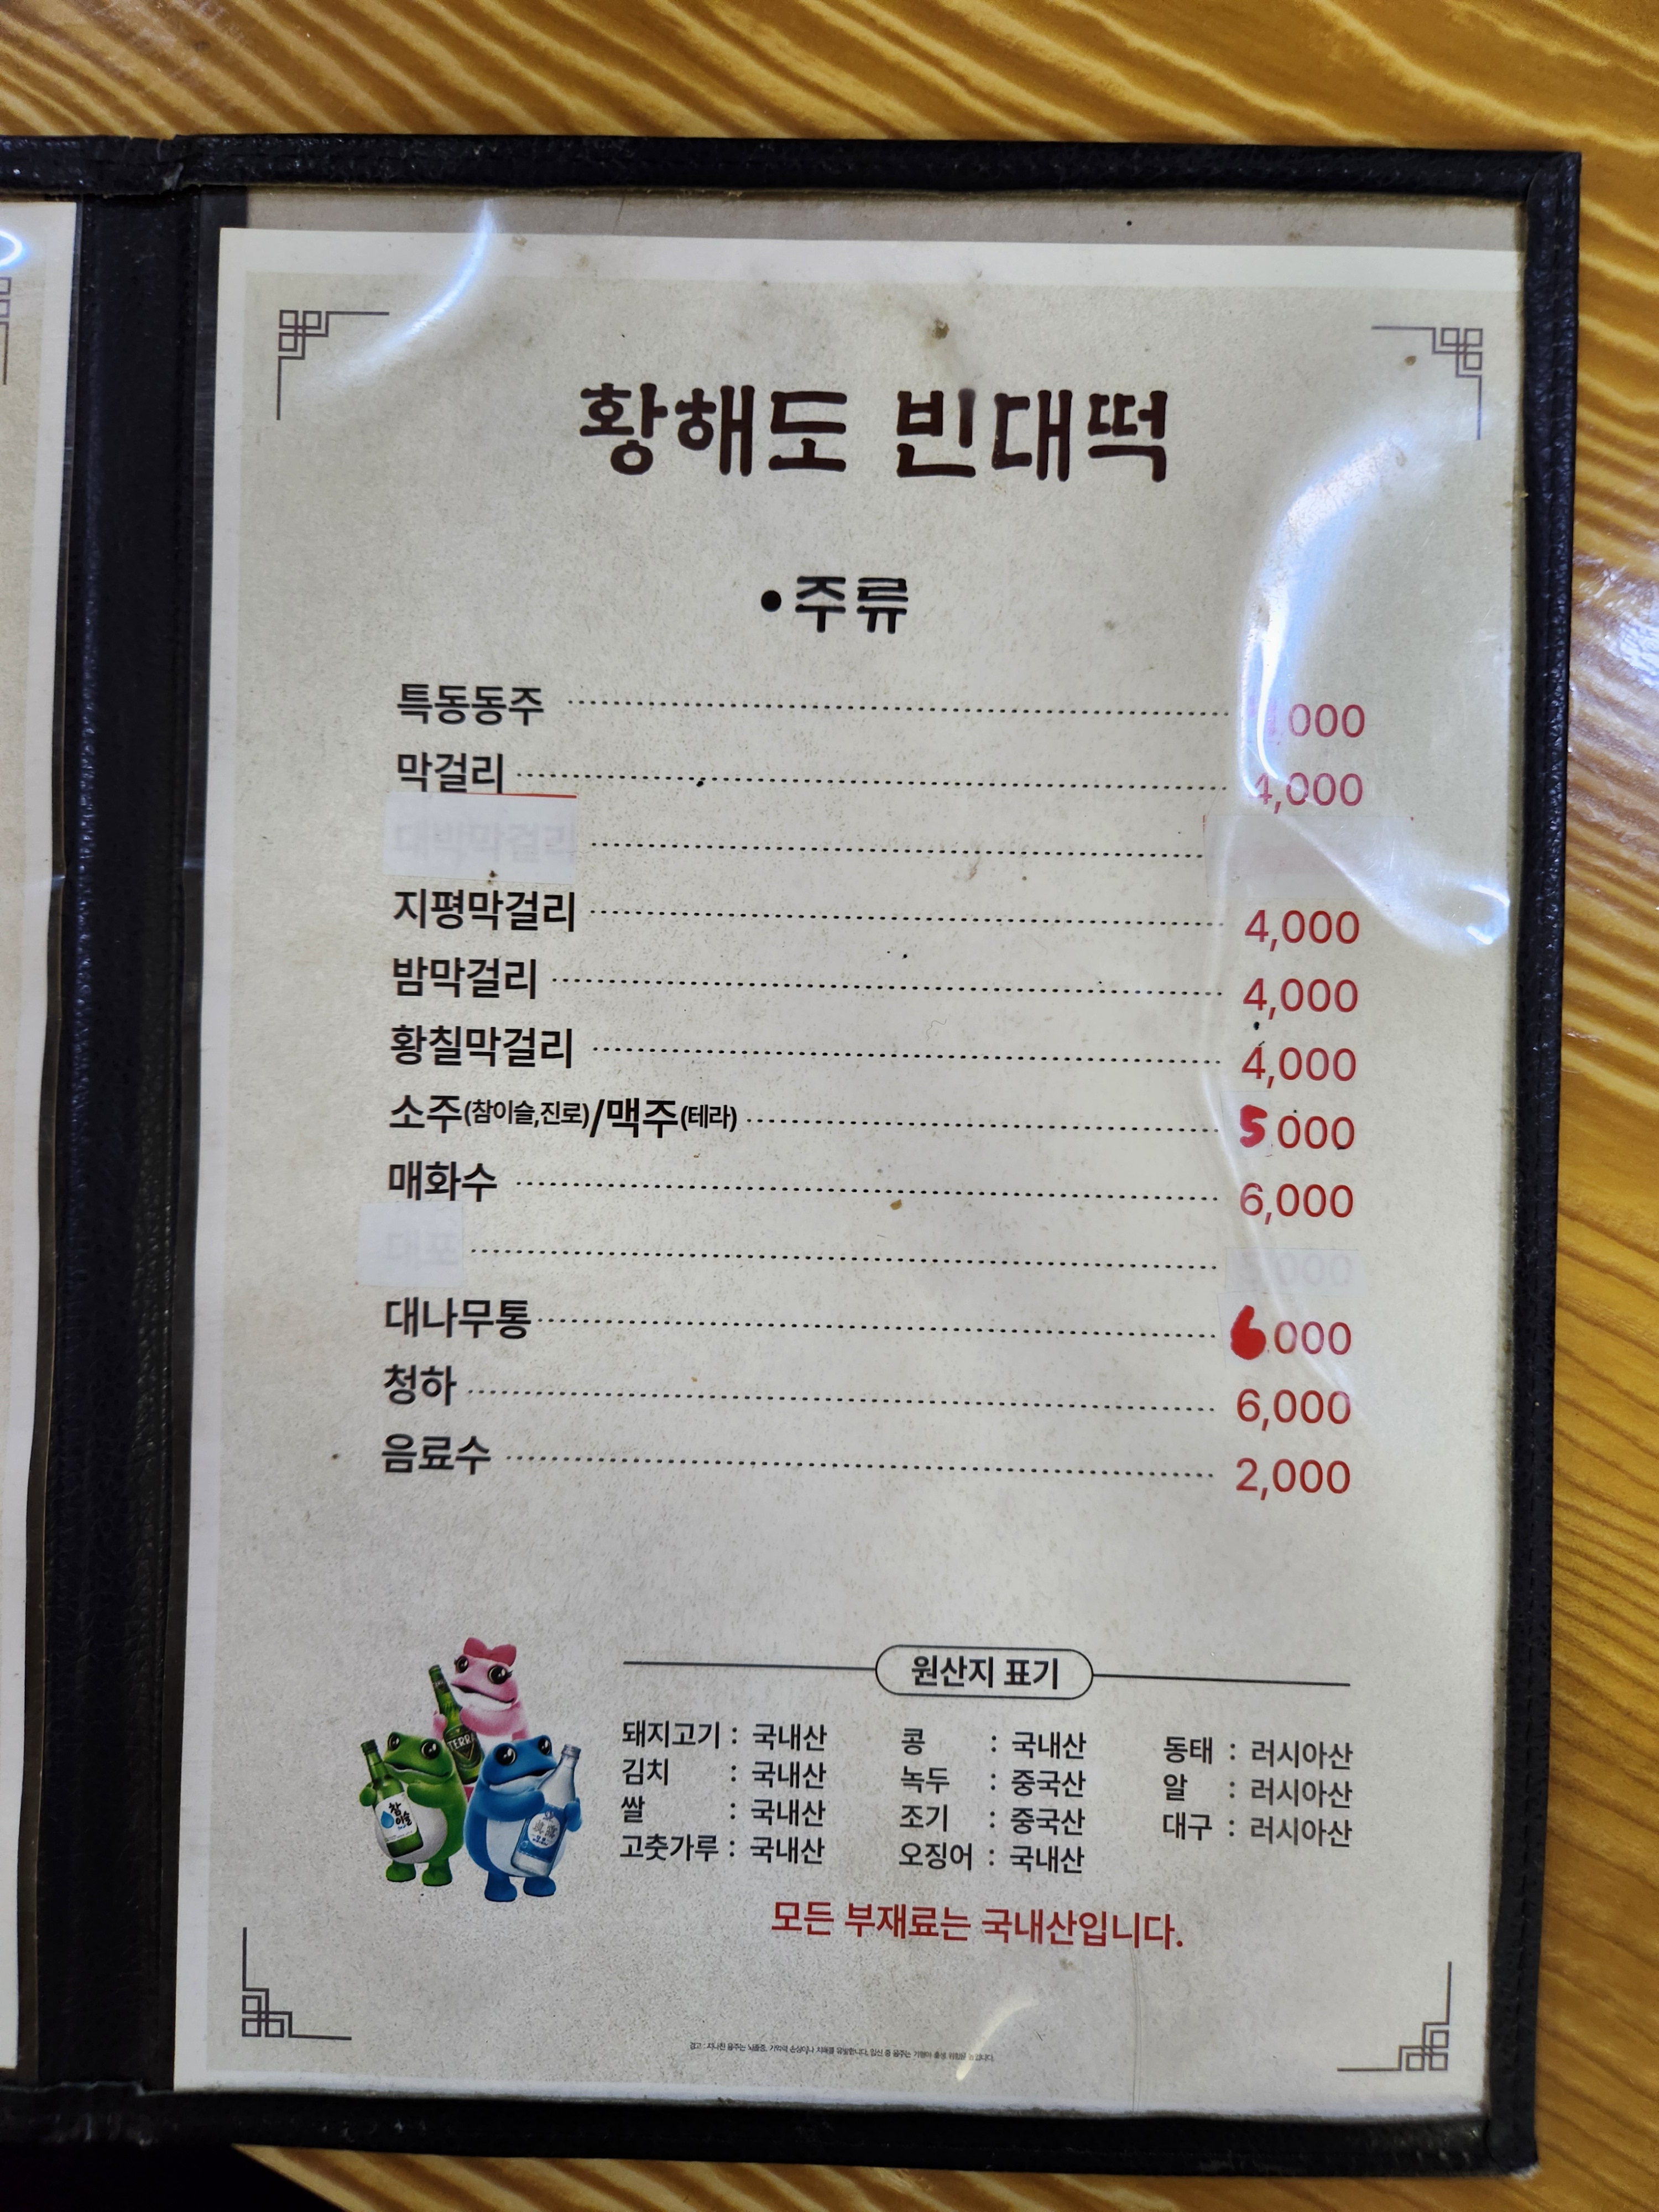 황해도 빈대떡
•주류
특동동주 ,000
막걸리 4,000
지평막걸리 4,000
밤막걸리 4,000
황칠막걸리 4,000
소주(참이슬,진로)/맥주(테라) 5 000
매화수 6,000
대포
대나무통 6,000
청하 6,000
음료수 2,000
원산지 표기
돼지고기 : 국내산 콩 : 국내산 동태 : 러시아산
김치 : 국내산 녹두 : 중국산 알 : 러시아산
쌀 : 국내산 조기 : 중국산 대구 : 러시아산
고춧가루 : 국내산 오징어 : 국내산
TERRA
참이슬
모든 부재료는 국내산입니다.